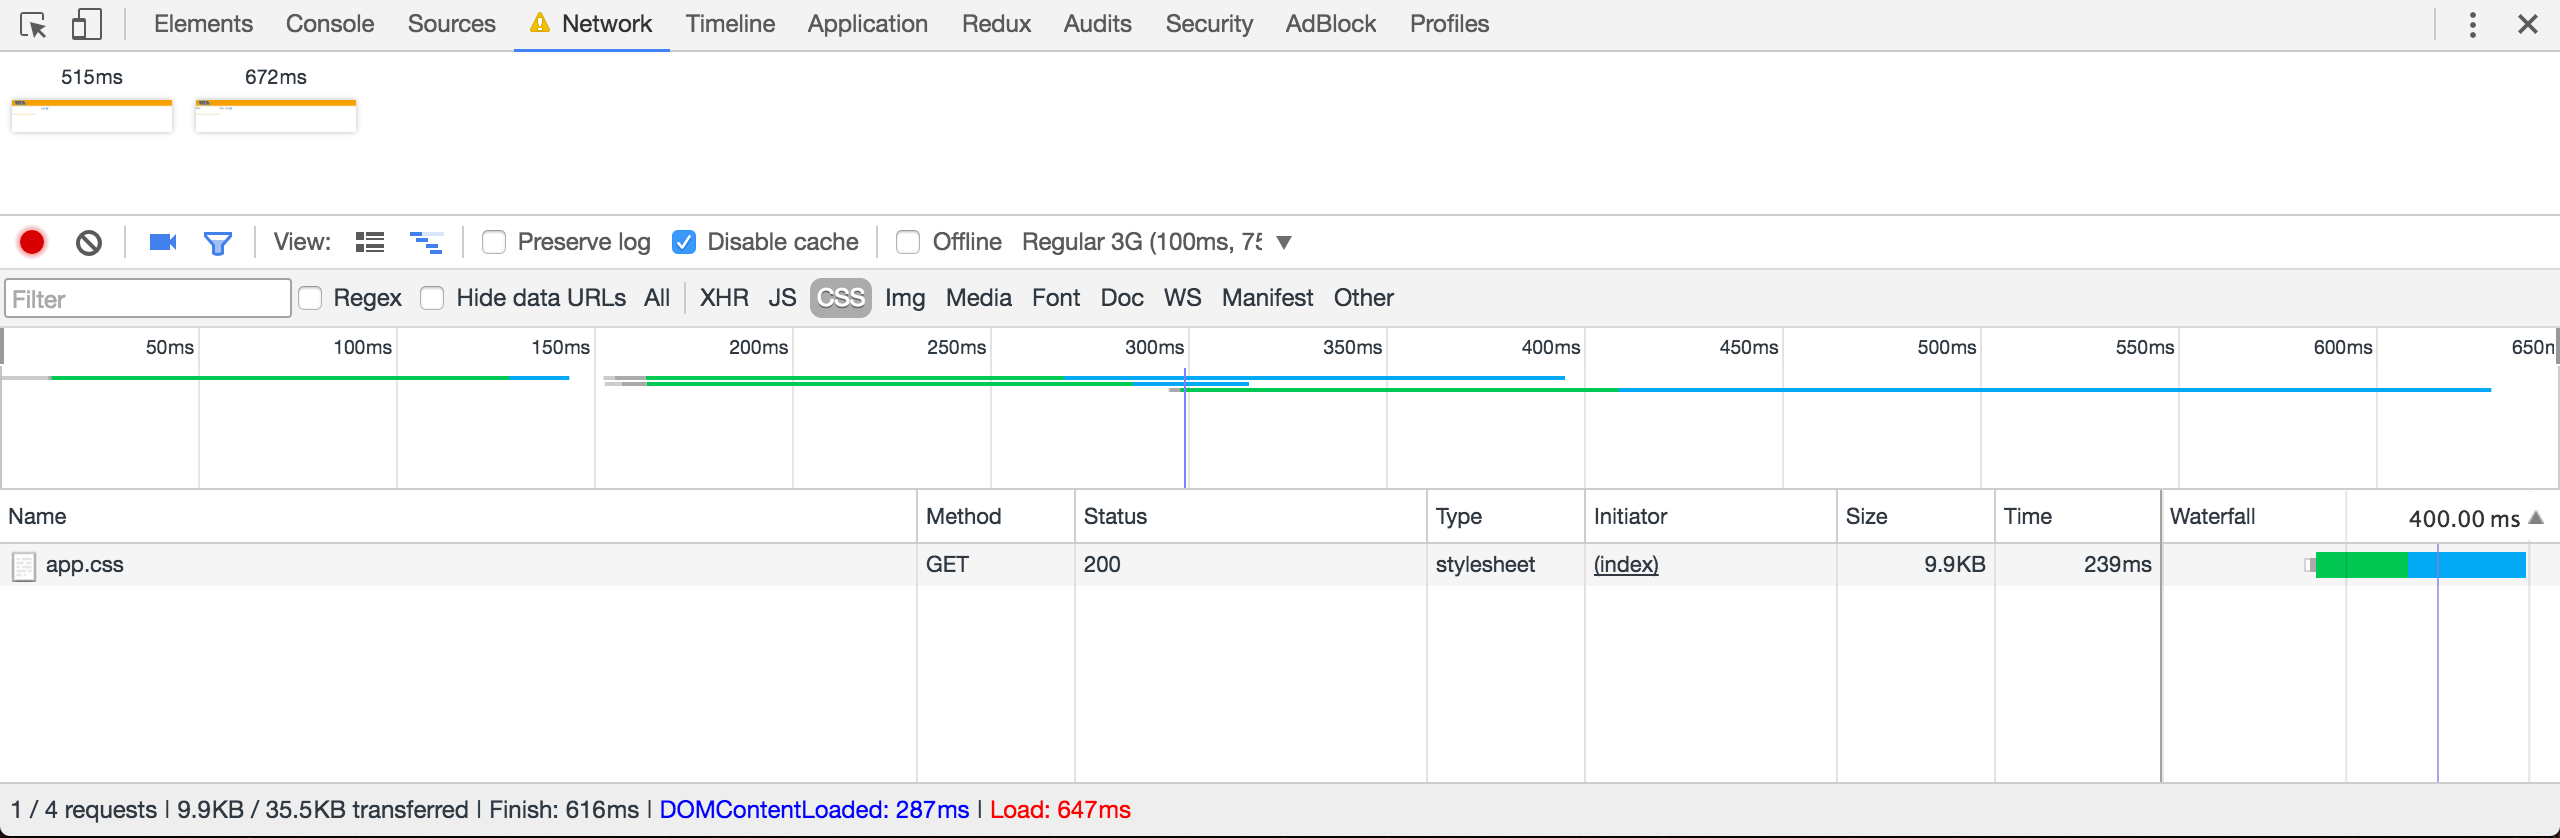 Elements Console Sources Network Timeline Application Redux Audits Security AdBlock Profiles
515ms 672ms
View: Preserve log Disable cache Offline Regular 3G (100ms, 75
Filter Regex Hide data URLs All XHR JS CSS Img Media Font Doc WS Manifest Other
50ms 100ms 150ms 200ms 250ms 300ms 350ms 400ms 450ms 500ms 550ms 600ms 650n
Name Method Status Type Initiator Size Time Waterfall 400.00 ms
app.css GET 200 stylesheet (index) 9.9KB 239ms
1 / 4 requests | 9.9KB / 35.5KB transferred | Finish: 616ms | DOMContentLoaded: 287ms | Load: 647ms